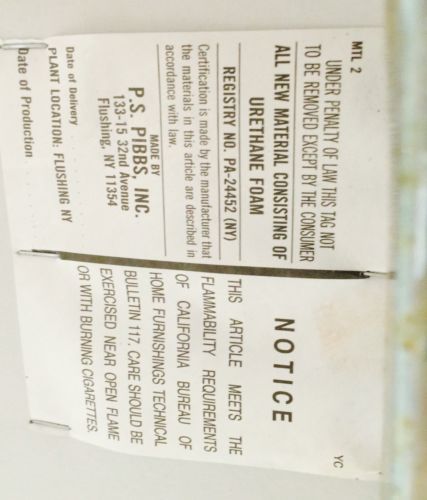 MTL 2
UNDER PENALTY OF LAW THIS TAG NOT
TO BE REMOVED EXCEPT BY THE CONSUMER
ALL NEW MATERIAL CONSISTING OF
URETHANE FOAM
REGISTRY NO. PA-24452 (NY)
Certification is made by the manufacturer that
the materials in this article are described in
accordance with law.
MADE BY
P.S. PIBBS, INC.
133-15 32nd Avenue
Flushing, NY 11354
Date of Delivery
PLANT LOCATION: FLUSHING NY
Date of Production
YC
NOTICE
THIS ARTICLE MEETS THE
FLAMMABILITY REQUIREMENTS
OF CALIFORNIA BUREAU OF
HOME FURNISHINGS TECHNICAL
BULLETIN 117. CARE SHOULD BE
EXERCISED NEAR OPEN FLAME
OR WITH BURNING CIGARETTES.